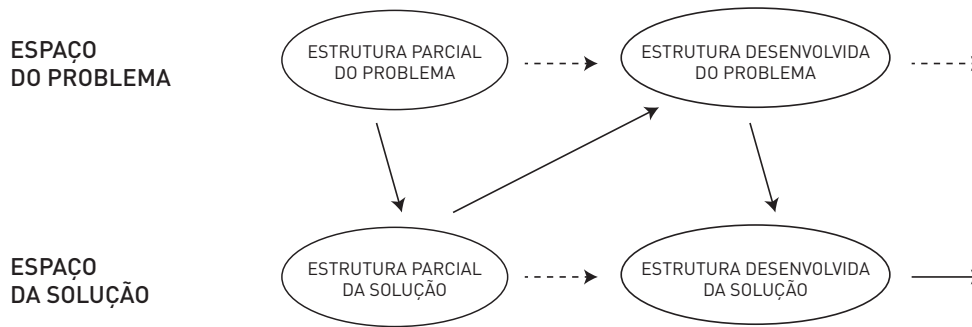 ESPAÇO
DO PROBLEMA
ESTRUTURA PARCIAL
DO PROBLEMA
ESTRUTURA DESENVOLVIDA
DO PROBLEMA
ESPAÇO
DA SOLUÇÃO
ESTRUTURA PARCIAL
DA SOLUÇÃO
ESTRUTURA DESENVOLVIDA
DA SOLUÇÃO